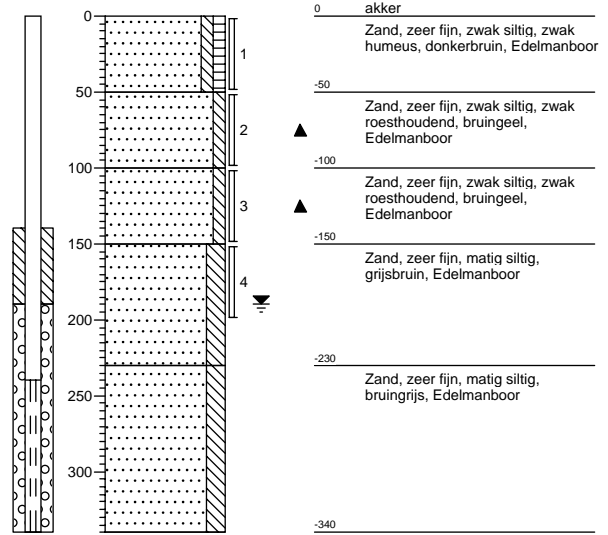 0
50
100
150
200
250
300
1
2
3
4
0 akker
Zand, zeer fijn, zwak siltig, zwak
humeus, donkerbruin, Edelmanboor
-50
Zand, zeer fijn, zwak siltig, zwak
roesthoudend, bruingeel,
Edelmanboor
-100
Zand, zeer fijn, zwak siltig, zwak
roesthoudend, bruingeel,
Edelmanboor
-150
Zand, zeer fijn, matig siltig,
grijsbruin, Edelmanboor
-230
Zand, zeer fijn, matig siltig,
bruingrijs, Edelmanboor
-340